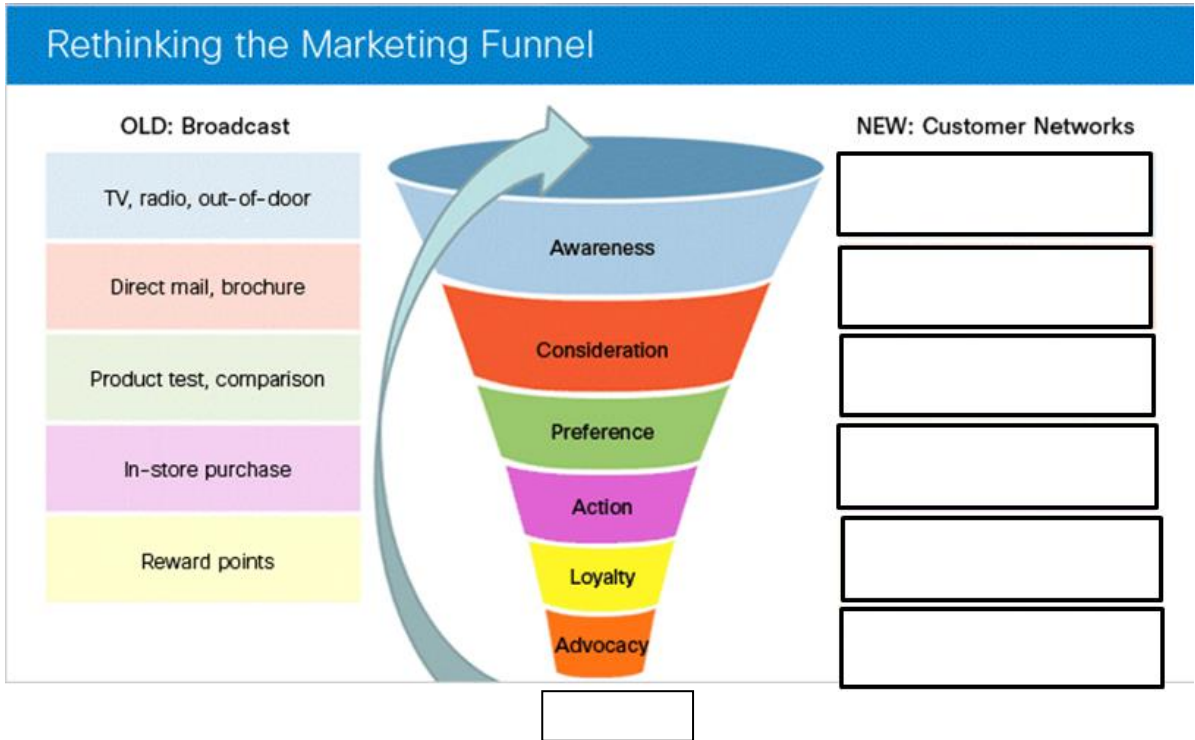 Rethinking the Marketing Funnel
OLD: Broadcast
TV, radio, out-of-door
Direct mail, brochure
Product test, comparison
In-store purchase
Reward points
Awareness
Consideration
Preference
Action
Loyalty
Advocacy
NEW: Customer Networks